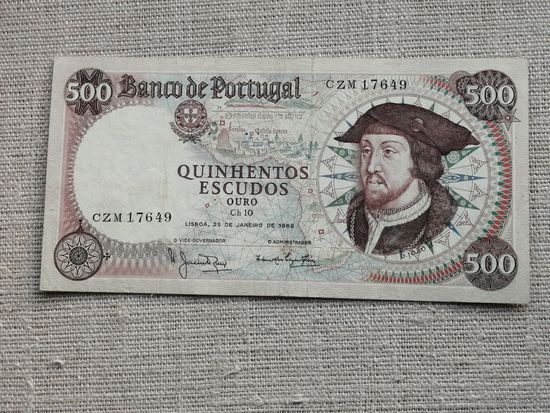 500
Banco de Portugal
CZM 17649
500
QUINHENTOS
ESCUDOS
OURO
Ch 10
CZM 17649
LISBOA, 25 DE JANEIRO DE 1966
O VICE-GOVERNADOR
O ADMINISTRADOR
500